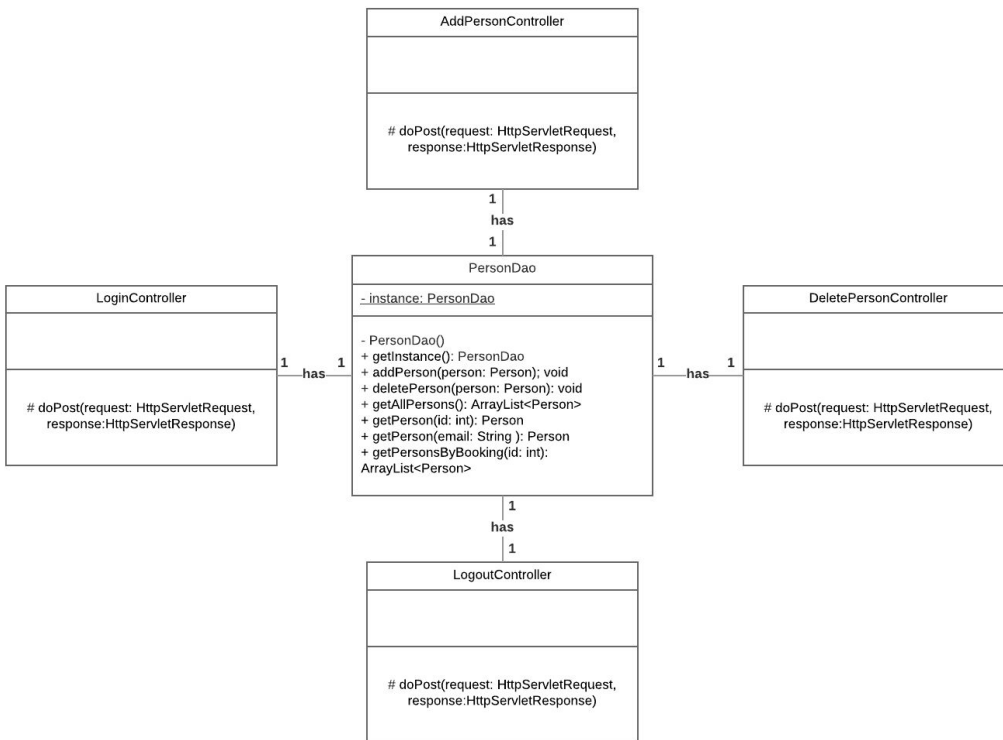 AddPersonController
# doPost(request: HttpServletRequest,
response:HttpServletResponse)
1
has
1
PersonDao
- instance: PersonDao
- PersonDao()
+ getInstance(): PersonDao
+ addPerson(person: Person); void
+ deletePerson(person: Person): void
+ getAllPersons(): ArrayList<Person>
+ getPerson(id: int): Person
+ getPerson(email: String ): Person
+ getPersonsByBooking(id: int):
ArrayList<Person>
LoginController
# doPost(request: HttpServletRequest,
response:HttpServletResponse)
1
has
1
1
has
1
DeletePersonController
# doPost(request: HttpServletRequest,
response:HttpServletResponse)
1
has
1
LogoutController
# doPost(request: HttpServletRequest,
response:HttpServletResponse)